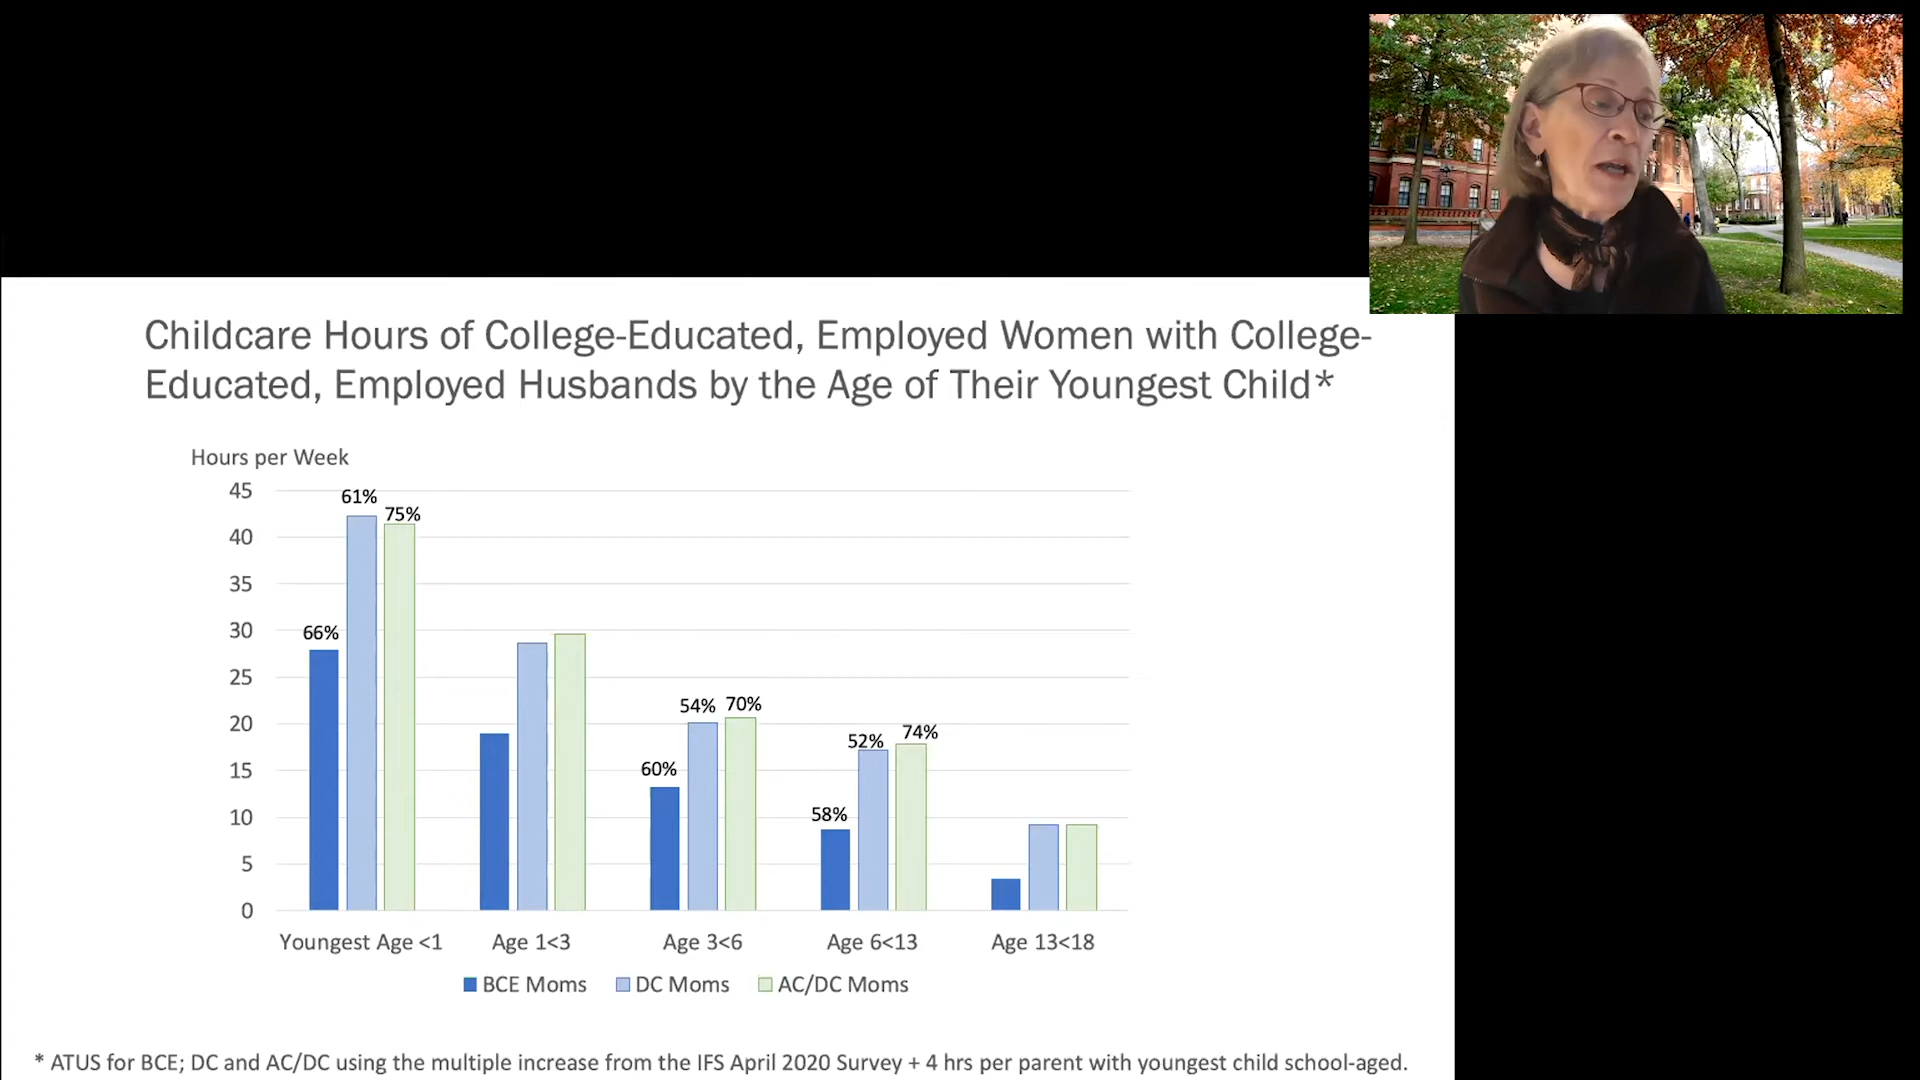 Childcare Hours of College-Educated, Employed Women with College-
Educated, Employed Husbands by the Age of Their Youngest Child*
Hours per Week
45
40
35
30
25
20
15
10
5
0
61%
75%
66%
54%
70%
60%
52%
74%
58%
Youngest Age <1
Age 1<3
Age 3<6
Age 6<13
Age 13<18
BCE Moms
DC Moms
AC/DC Moms
* ATUS for BCE; DC and AC/DC using the multiple increase from the IFS April 2020 Survey + 4 hrs per parent with youngest child school-aged.